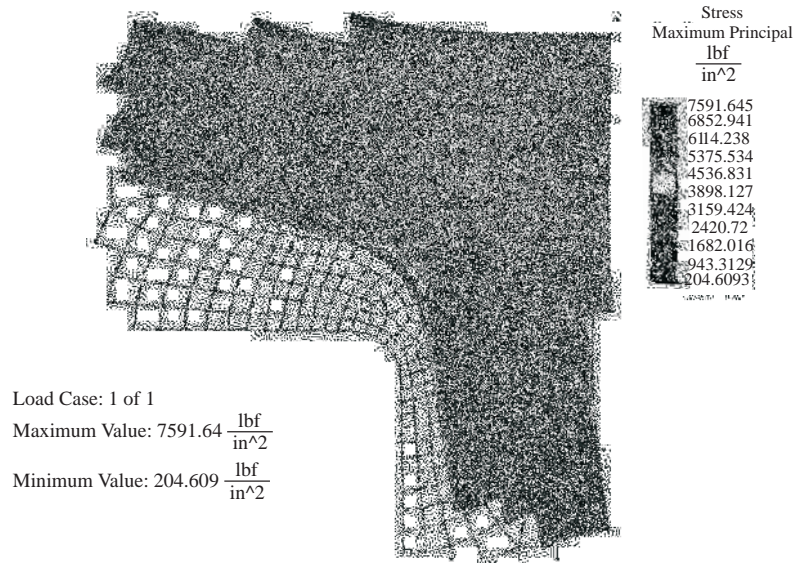 Stress
Maximum Principal
lbf
in^2
7591.645
6852.941
6114.238
5375.534
4536.831
3898.127
3159.424
2420.72
1682.016
943.3129
204.6093
Load Case: 1 of 1
Maximum Value: 7591.64 lbf
in^2
Minimum Value: 204.609 lbf
in^2